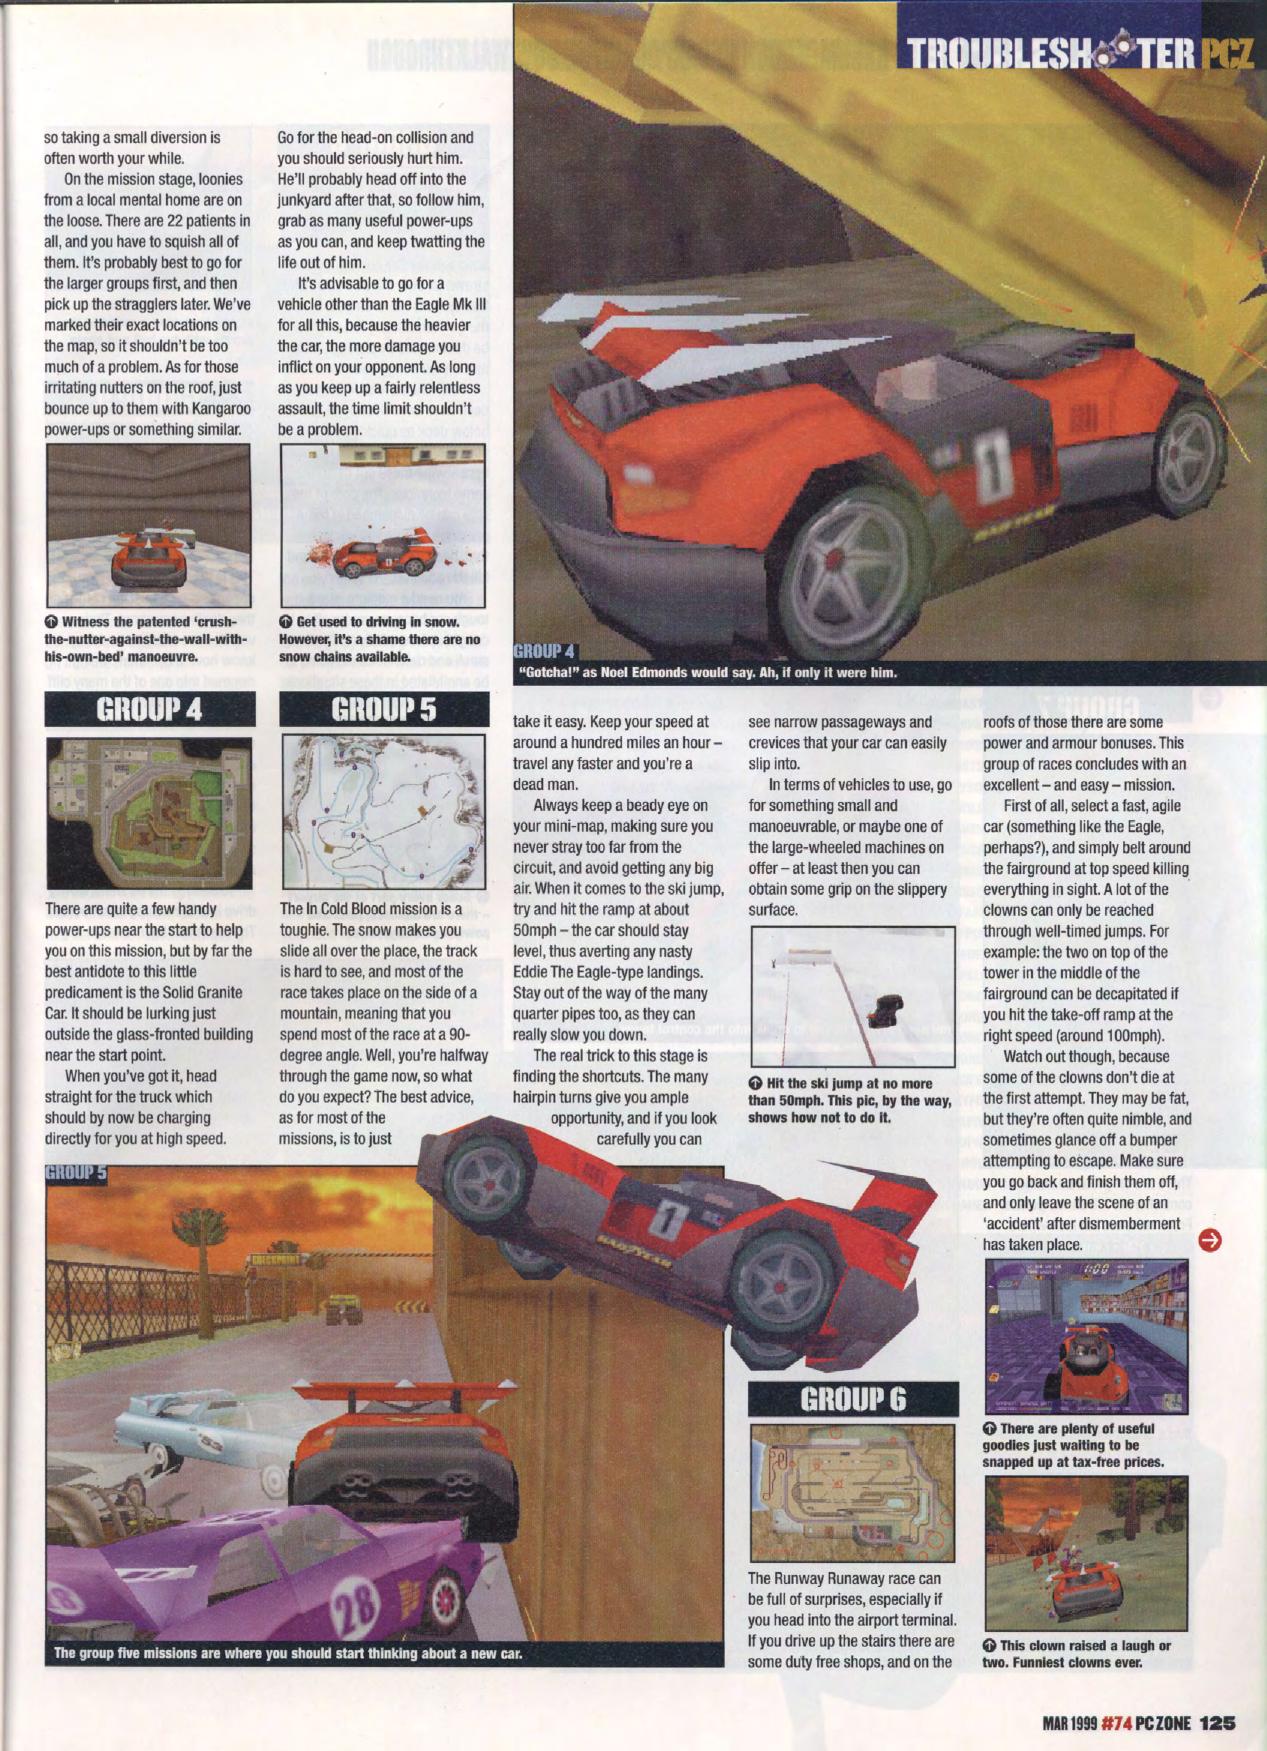 TROUBLESHOOTER PCZ
so taking a small diversion is
often worth your while.
On the mission stage, loonies
from a local mental home are on
the loose. There are 22 patients in
all, and you have to squish all of
them. It's probably best to go for
the larger groups first, and then
pick up the stragglers later. We've
marked their exact locations on
the map, so it shouldn't be too
much of a problem. As for those
irritating nutters on the roof, just
bounce up to them with Kangaroo
power-ups or something similar.
Witness the patented 'crush-
the-nutter-against-the-wall-with-
his-own-bed' manoeuvre.
GROUP 4
There are quite a few handy
power-ups near the start to help
you on this mission, but by far the
best antidote to this little
predicament is the Solid Granite
Car. It should be lurking just
outside the glass-fronted building
near the start point.
When you've got it, head
straight for the truck which
should by now be charging
directly for you at high speed.
Go for the head-on collision and
you should seriously hurt him.
He'll probably head off into the
junkyard after that, so follow him,
grab as many useful power-ups
as you can, and keep twatting the
life out of him.
It's advisable to go for a
vehicle other than the Eagle Mk III
for all this, because the heavier
the car, the more damage you
inflict on your opponent. As long
as you keep up a fairly relentless
assault, the time limit shouldn't
be a problem.
Get used to driving in snow.
However, it's a shame there are no
snow chains available.
GROUP 5
The In Cold Blood mission is a
toughie. The snow makes you
slide all over the place, the track
is hard to see, and most of the
race takes place on the side of a
mountain, meaning that you
spend most of the race at a 90-
degree angle. Well, you're halfway
through the game now, so what
do you expect? The best advice,
as for most of the
missions, is to just
1
GROUP 4
"Gotcha!" as Noel Edmonds would say. Ah, if only it were him.
take it easy. Keep your speed at
around a hundred miles an hour –
travel any faster and you're a
dead man.
Always keep a beady eye on
your mini-map, making sure you
never stray too far from the
circuit, and avoid getting any big
air. When it comes to the ski jump,
try and hit the ramp at about
50mph – the car should stay
level, thus averting any nasty
Eddie The Eagle-type landings.
Stay out of the way of the many
quarter pipes too, as they can
really slow you down.
The real trick to this stage is
finding the shortcuts. The many
hairpin turns give you ample
opportunity, and if you look
carefully you can
see narrow passageways and
crevices that your car can easily
slip into.
In terms of vehicles to use, go
for something small and
manoeuvrable, or maybe one of
the large-wheeled machines on
offer – at least then you can
obtain some grip on the slippery
surface.
Hit the ski jump at no more
than 50mph. This pic, by the way,
shows how not to do it.
GROUP 5
CHECKPOINT
1
28
The group five missions are where you should start thinking about a new car.
GROUP 6
The Runway Runaway race can
be full of surprises, especially if
you head into the airport terminal.
If you drive up the stairs there are
some duty free shops, and on the
roofs of those there are some
power and armour bonuses. This
group of races concludes with an
excellent – and easy – mission.
First of all, select a fast, agile
car (something like the Eagle,
perhaps?), and simply belt around
the fairground at top speed killing
everything in sight. A lot of the
clowns can only be reached
through well-timed jumps. For
example: the two on top of the
tower in the middle of the
fairground can be decapitated if
you hit the take-off ramp at the
right speed (around 100mph).
Watch out though, because
some of the clowns don't die at
the first attempt. They may be fat,
but they're often quite nimble, and
sometimes glance off a bumper
attempting to escape. Make sure
you go back and finish them off,
and only leave the scene of an
'accident' after dismemberment
has taken place.
1:00
There are plenty of useful
goodies just waiting to be
snapped up at tax-free prices.
This clown raised a laugh or
two. Funniest clowns ever.
MAR 1999 #74 PC ZONE 125